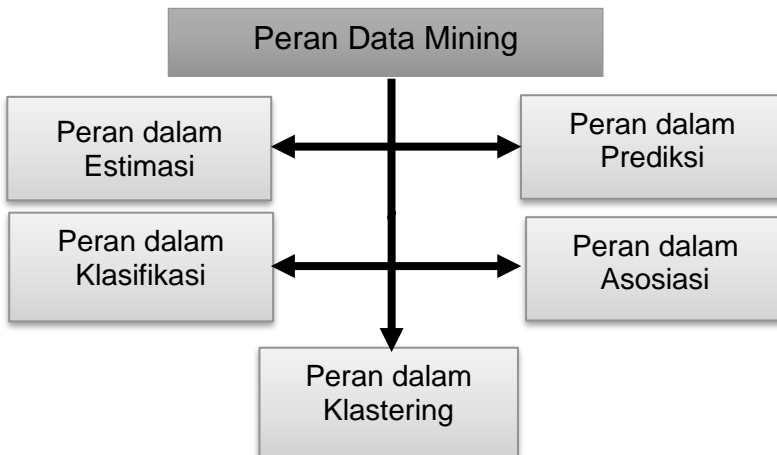 Peran Data Mining
Peran dalam
Estimasi
Peran dalam
Prediksi
Peran dalam
Klasifikasi
Peran dalam
Asosiasi
Peran dalam
Klastering